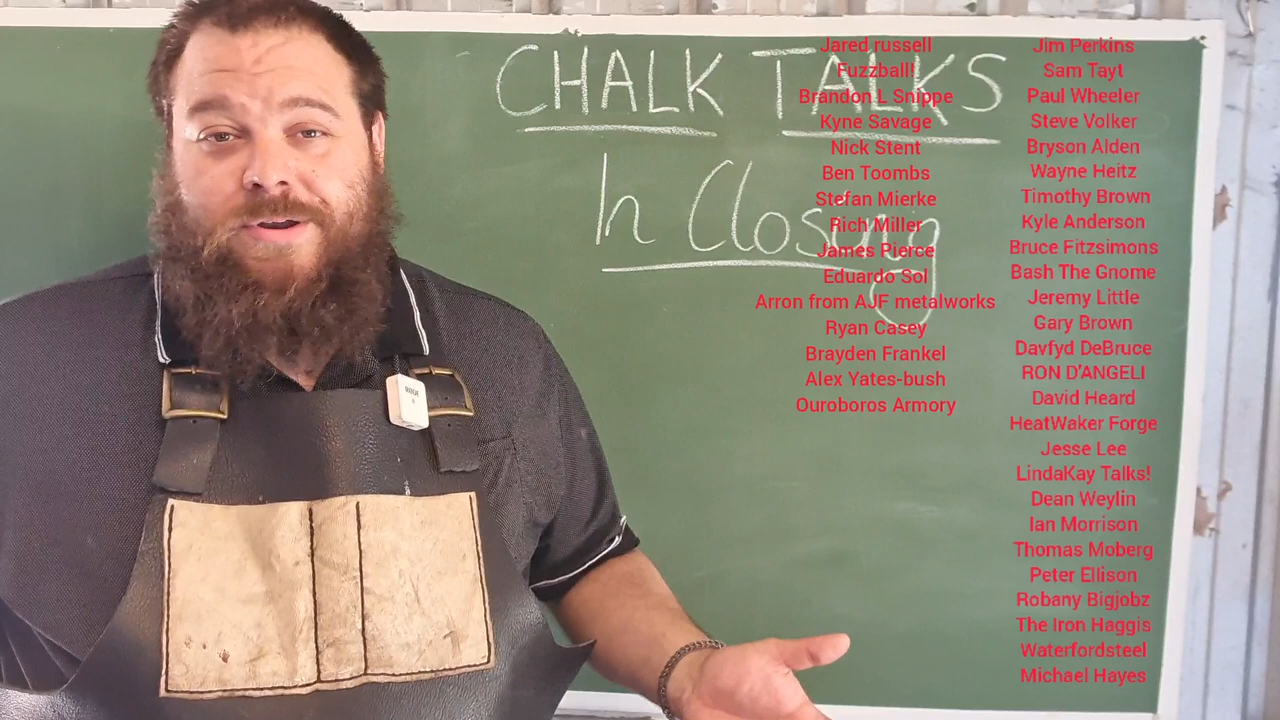 CHALK TALKS
In Closing
Jared russell
Fuzzball!
Brandon L Snippe
Kyne Savage
Nick Stent
Ben Toombs
Stefan Mierke
Rich Miller
James Pierce
Eduardo Sol
Arron from AJF metalworks
Ryan Casey
Brayden Frankel
Alex Yates-bush
Ouroboros Armory
Jim Perkins
Sam Tayt
Paul Wheeler
Steve Volker
Bryson Alden
Wayne Heitz
Timothy Brown
Kyle Anderson
Bruce Fitzsimons
Bash The Gnome
Jeremy Little
Gary Brown
Davfyd DeBruce
RON D'ANGELI
David Heard
HeatWaker Forge
Jesse Lee
LindaKay Talks!
Dean Weylin
Ian Morrison
Thomas Moberg
Peter Ellison
Robany Bigjobz
The Iron Haggis
Waterfordsteel
Michael Hayes